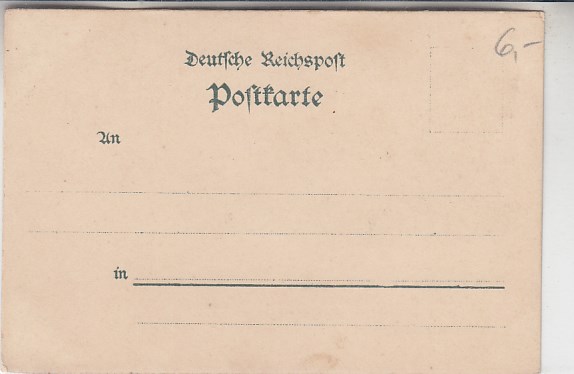 6,-
Deutsche Reichspost
Postkarte
An
in